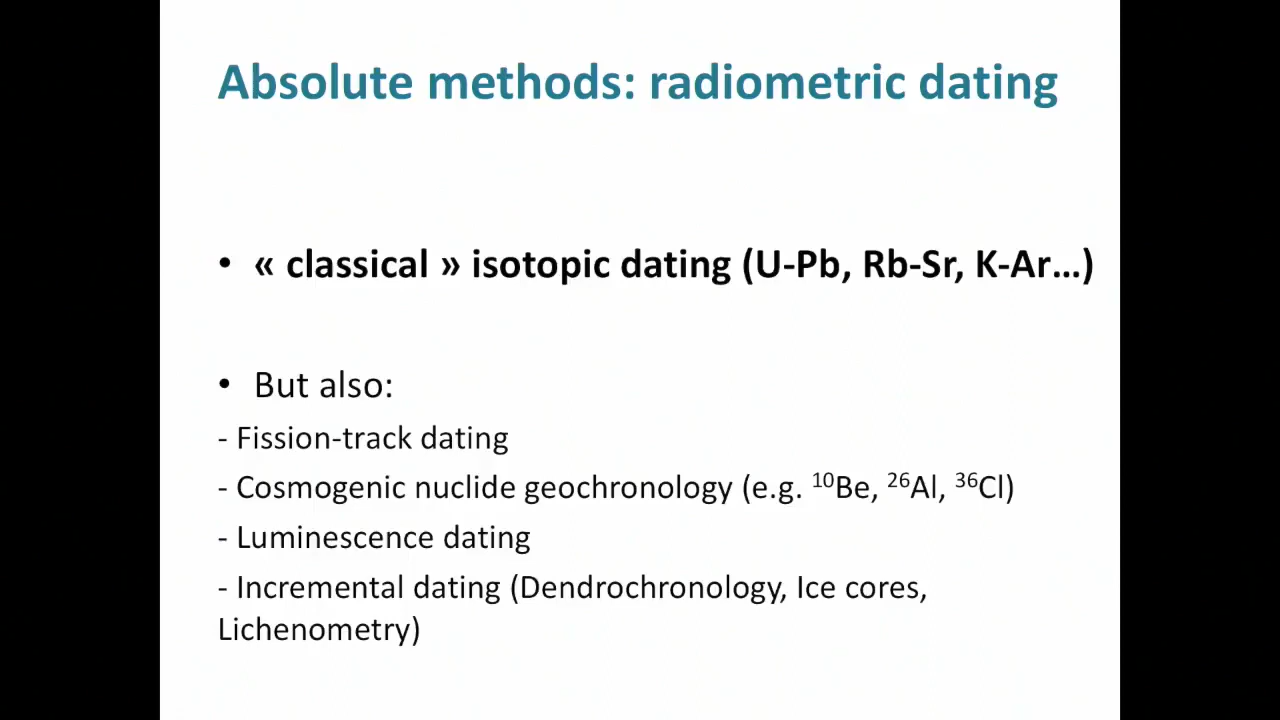 Absolute methods: radiometric dating
• « classical » isotopic dating (U-Pb, Rb-Sr, K-Ar…)
• But also:
- Fission-track dating
- Cosmogenic nuclide geochronology (e.g. ¹⁰Be, ²⁶Al, ³⁶Cl)
- Luminescence dating
- Incremental dating (Dendrochronology, Ice cores,
Lichenometry)